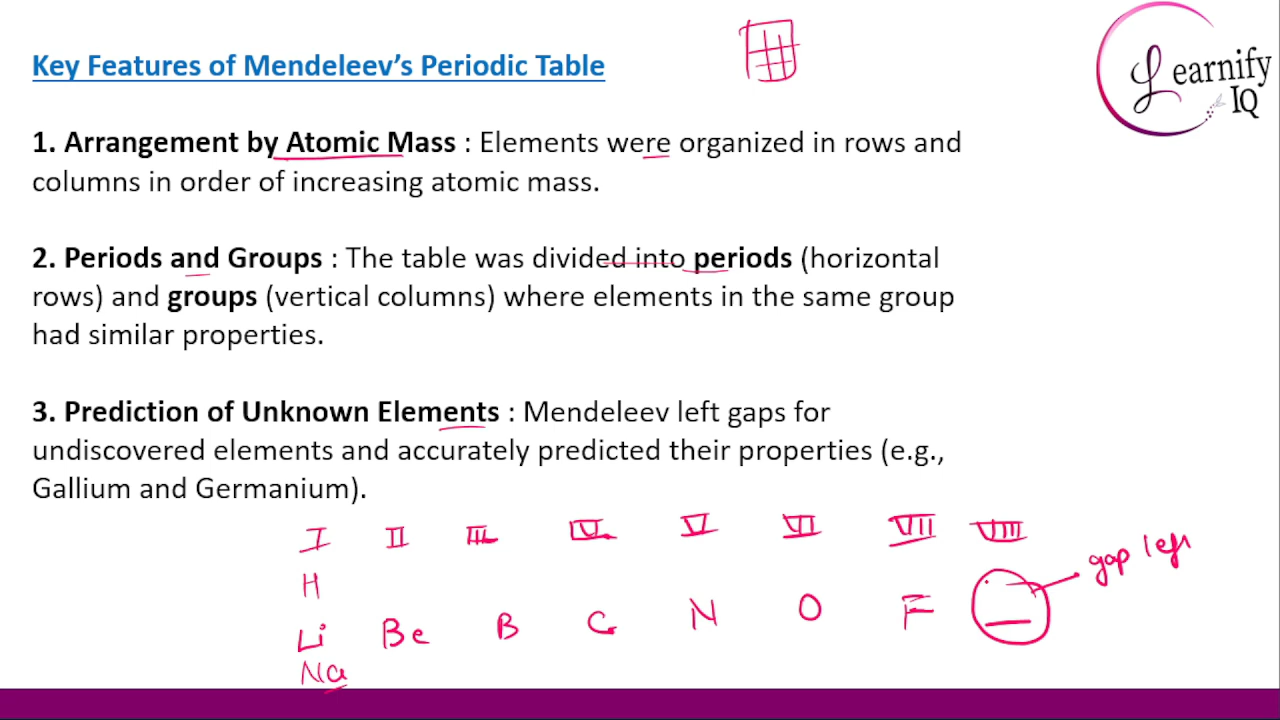 Key Features of Mendeleev's Periodic Table
Learnify
IQ
1. Arrangement by Atomic Mass : Elements were organized in rows and
columns in order of increasing atomic mass.
2. Periods and Groups : The table was divided into periods (horizontal
rows) and groups (vertical columns) where elements in the same group
had similar properties.
3. Prediction of Unknown Elements : Mendeleev left gaps for
undiscovered elements and accurately predicted their properties (e.g.,
Gallium and Germanium).
I II III IV V VI VII VIII
gap left
H
Li Be B C N O F
Na